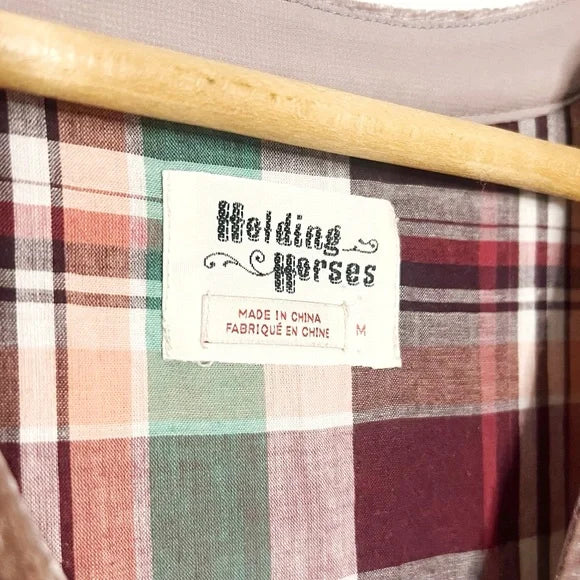 Holding
Horses
MADE IN CHINA
FABRIQUÉ EN CHINE
M